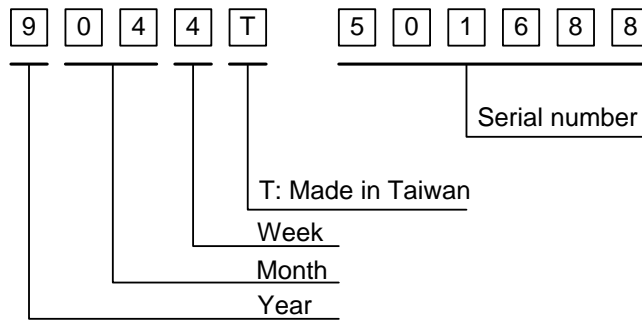 9 0 4 4 T 5 0 1 6 8 8
Serial number
T: Made in Taiwan
Week
Month
Year